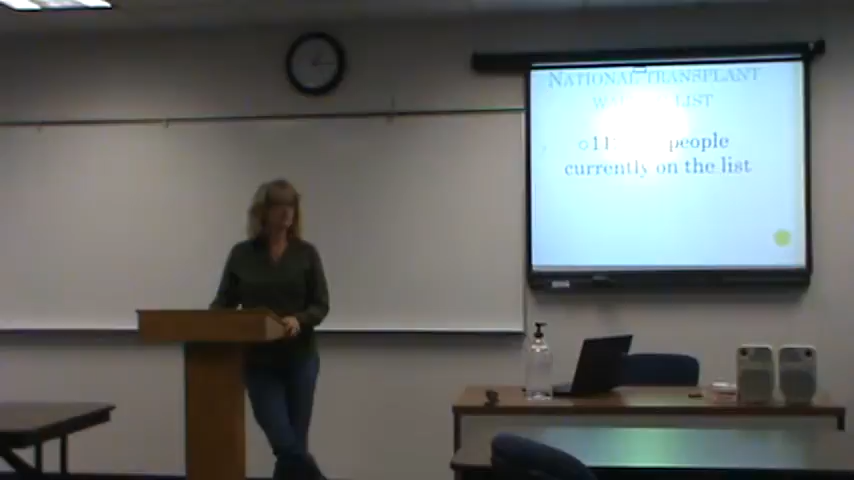 NATIONAL TRANSPLANT
LIST
people
currently on the list